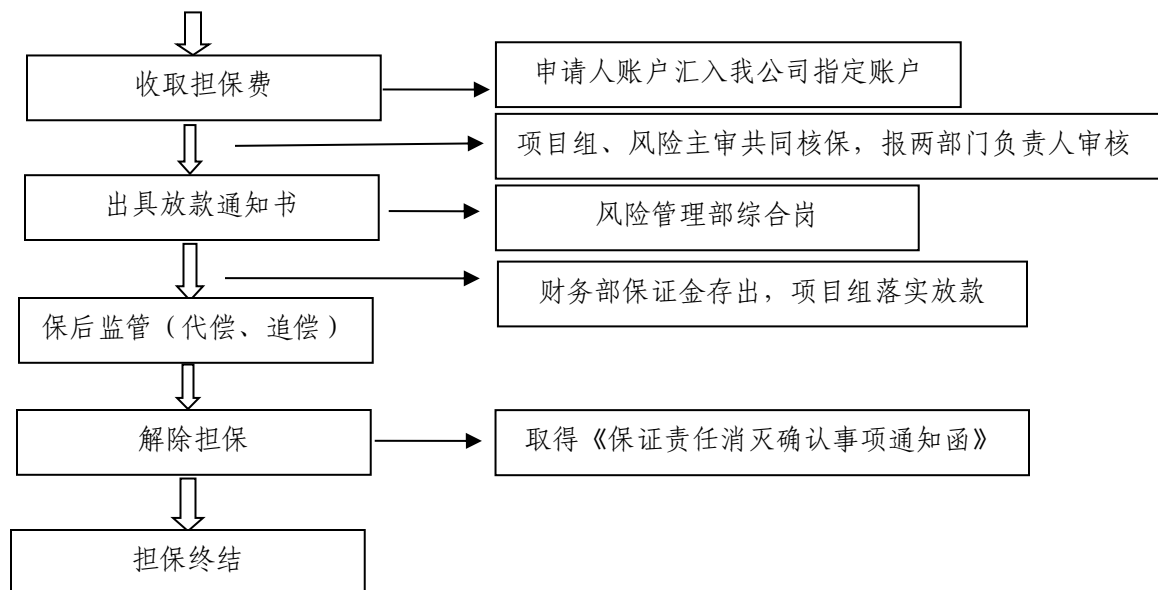 收取担保费
申请人账户汇入我公司指定账户
项目组、风险主审共同核保，报两部门负责人审核
出具放款通知书
风险管理部综合岗
财务部保证金存出，项目组落实放款
保后监管（代偿、追偿）
解除担保
取得《保证责任消灭确认事项通知函》
担保终结